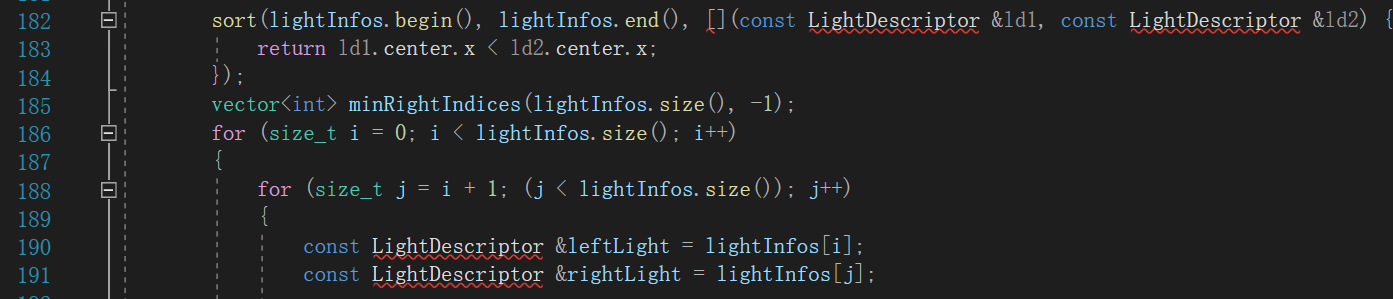 182 sort(lightInfos.begin(), lightInfos.end(), [](const LightDescriptor &ld1, const LightDescriptor &ld2) {
183 return ld1.center.x < ld2.center.x;
184 });
185 vector<int> minRightIndices(lightInfos.size(), -1);
186 for (size_t i = 0; i < lightInfos.size(); i++)
187 {
188 for (size_t j = i + 1; (j < lightInfos.size()); j++)
189 {
190 const LightDescriptor &leftLight = lightInfos[i];
191 const LightDescriptor &rightLight = lightInfos[j];